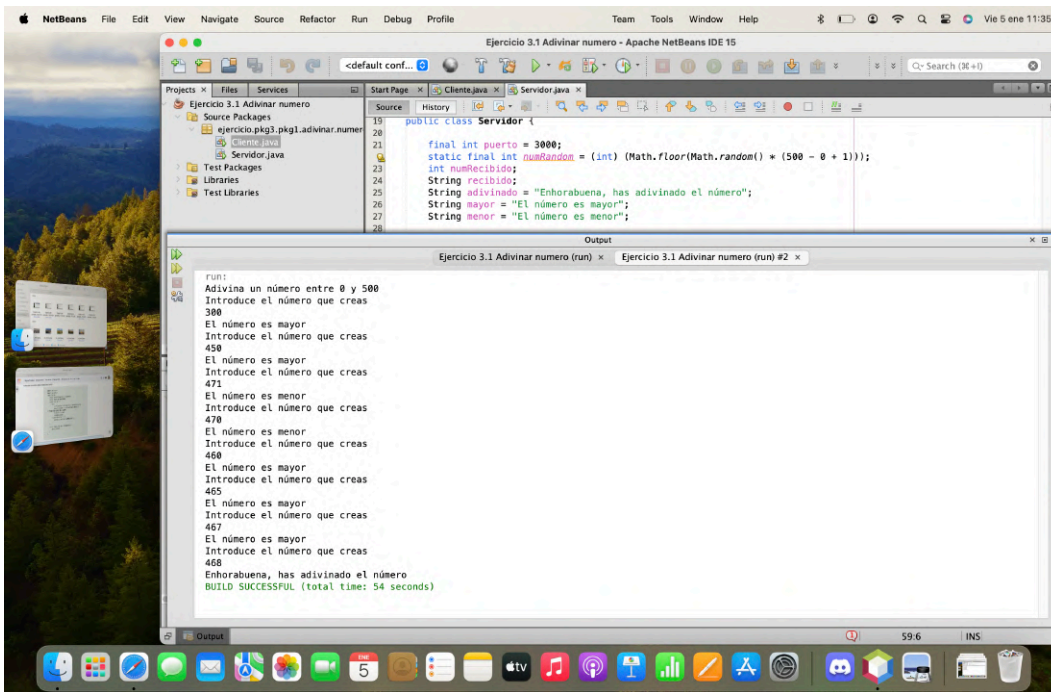 NetBeans File Edit View Navigate Source Refactor Run Debug Profile Team Tools Window Help Vie 5 ene 11:35
Ejercicio 3.1 Adivinar numero - Apache NetBeans IDE 15
<default conf... Search (⌘+I)
Projects Files Services Start Page Cliente.java Servidor.java
Source History
Ejercicio 3.1 Adivinar numero
Source Packages
ejercicio.pkg3.pkg1.adivinar.numer
Cliente.java
Servidor.java
Test Packages
Libraries
Test Libraries
19 public class Servidor {
20
21 final int puerto = 3000;
static final int numRandom = (int) (Math.floor(Math.random() * (500 - 0 + 1)));
23 int numRecibido;
24 String recibido;
25 String adivinado = "Enhorabuena, has adivinado el número";
26 String mayor = "El número es mayor";
27 String menor = "El número es menor";
28
Output
Ejercicio 3.1 Adivinar numero (run) Ejercicio 3.1 Adivinar numero (run) #2
run:
Adivina un número entre 0 y 500
Introduce el número que creas
300
El número es mayor
Introduce el número que creas
450
El número es mayor
Introduce el número que creas
471
El número es menor
Introduce el número que creas
470
El número es menor
Introduce el número que creas
460
El número es mayor
Introduce el número que creas
465
El número es mayor
Introduce el número que creas
467
El número es mayor
Introduce el número que creas
468
Enhorabuena, has adivinado el número
BUILD SUCCESSFUL (total time: 54 seconds)
Output 59:6 INS
ENE
5
tv